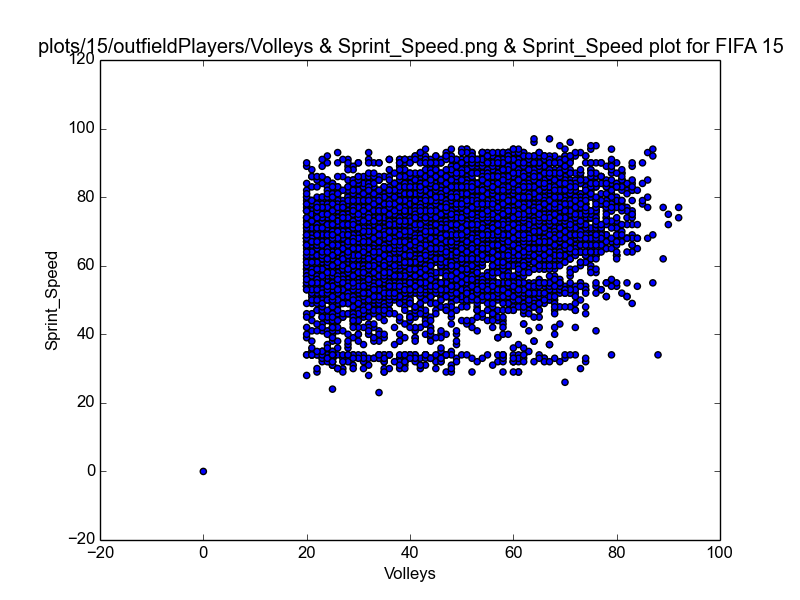 plots/15/outfieldPlayers/Volleys & Sprint_Speed.png & Sprint_Speed plot for FIFA 15
120
100
80
60
40
20
0
−20
Sprint_Speed
−20 0 20 40 60 80 100
Volleys